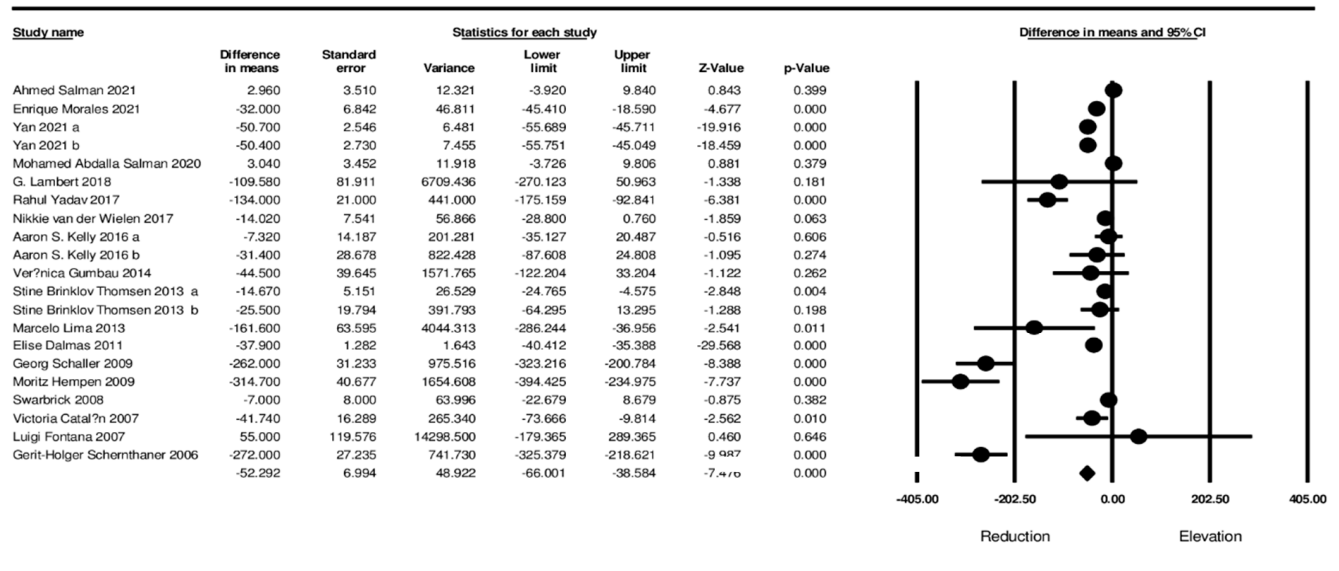 Study name Statistics for each study Difference in means and 95% CI
Difference in means Standard error Variance Lower limit Upper limit Z-Value p-Value
Ahmed Salman 2021 2.960 3.510 12.321 -3.920 9.840 0.843 0.399
Enrique Morales 2021 -32.000 6.842 46.811 -45.410 -18.590 -4.677 0.000
Yan 2021 a -50.700 2.546 6.481 -55.689 -45.711 -19.916 0.000
Yan 2021 b -50.400 2.730 7.455 -55.751 -45.049 -18.459 0.000
Mohamed Abdalla Salman 2020 3.040 3.452 11.918 -3.726 9.806 0.881 0.379
G. Lambert 2018 -109.580 81.911 6709.436 -270.123 50.963 -1.338 0.181
Rahul Yadav 2017 -134.000 21.000 441.000 -175.159 -92.841 -6.381 0.000
Nikkie van der Wielen 2017 -14.020 7.541 56.866 -28.800 0.760 -1.859 0.063
Aaron S. Kelly 2016 a -7.320 14.187 201.281 -35.127 20.487 -0.516 0.606
Aaron S. Kelly 2016 b -31.400 28.678 822.428 -87.608 24.808 -1.095 0.274
Ver?nica Gumbau 2014 -44.500 39.645 1571.765 -122.204 33.204 -1.122 0.262
Stine Brinklov Thomsen 2013 a -14.670 5.151 26.529 -24.765 -4.575 -2.848 0.004
Stine Brinklov Thomsen 2013 b -25.500 19.794 391.793 -64.295 13.295 -1.288 0.198
Marcelo Lima 2013 -161.600 63.595 4044.313 -286.244 -36.956 -2.541 0.011
Elise Dalmas 2011 -37.900 1.282 1.643 -40.412 -35.388 -29.568 0.000
Georg Schaller 2009 -262.000 31.233 975.516 -323.216 -200.784 -8.388 0.000
Moritz Hempen 2009 -314.700 40.677 1654.608 -394.425 -234.975 -7.737 0.000
Swarbrick 2008 -7.000 8.000 63.996 -22.679 8.679 -0.875 0.382
Victoria Catal?n 2007 -41.740 16.289 265.340 -73.666 -9.814 -2.562 0.010
Luigi Fontana 2007 55.000 119.576 14298.500 -179.365 289.365 0.460 0.646
Gerit-Holger Schernthaner 2006 -272.000 27.235 741.730 -325.379 -218.621 -9.987 0.000
-52.292 6.994 48.922 -66.001 -38.584 -7.476 0.000
-405.00 -202.50 0.00 202.50 405.00
Reduction Elevation